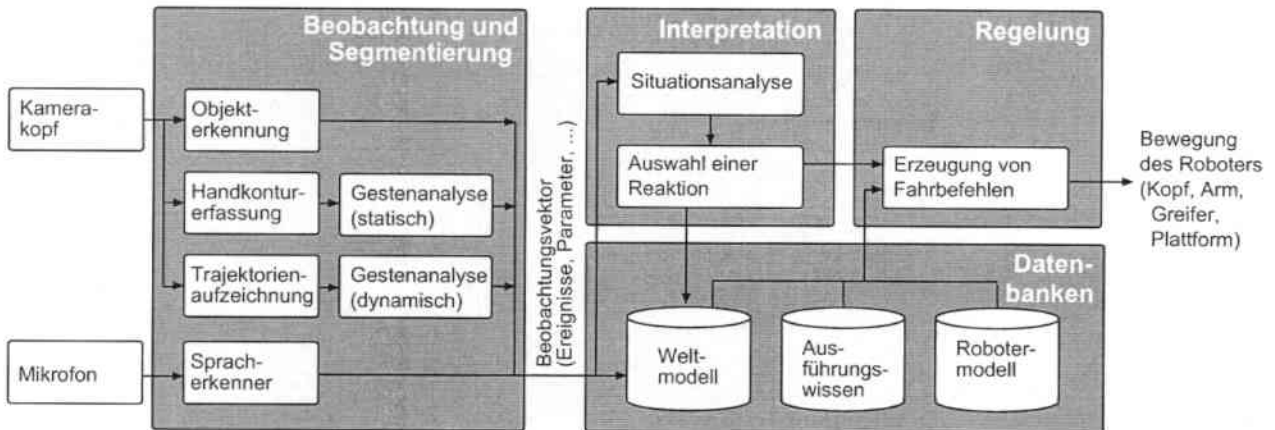 Beobachtung und
Segmentierung
Kamera-
kopf
Objekt-
erkennung
Handkontur-
erfassung
Gestenanalyse
(statisch)
Trajektorien-
aufzeichnung
Gestenanalyse
(dynamisch)
Mikrofon
Sprach-
erkenner
Beobachtungsvektor
(Ereignisse, Parameter, ...)
Interpretation
Situationsanalyse
Auswahl einer
Reaktion
Regelung
Erzeugung von
Fahrbefehlen
Bewegung
des Roboters
(Kopf, Arm,
Greifer,
Plattform)
Daten-
banken
Welt-
modell
Aus-
führungs-
wissen
Roboter-
modell